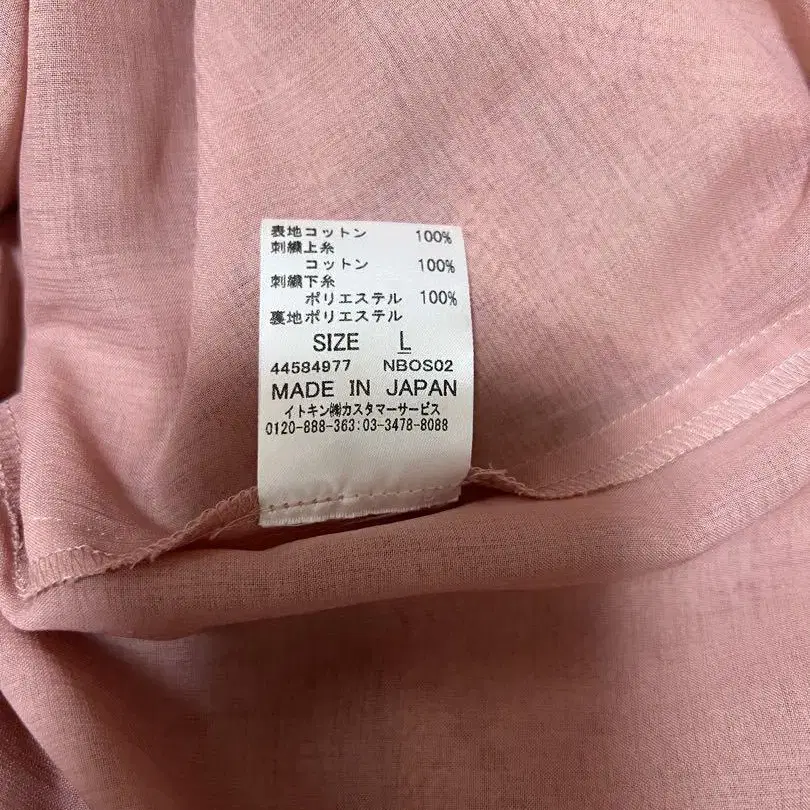 表地コットン 100%
刺繍上糸
コットン 100%
刺繍下糸
ポリエステル 100%
裏地ポリエステル
SIZE L
44584977 NBOS02
MADE IN JAPAN
イトキン㈱カスタマーサービス
0120-888-363:03-3478-8088